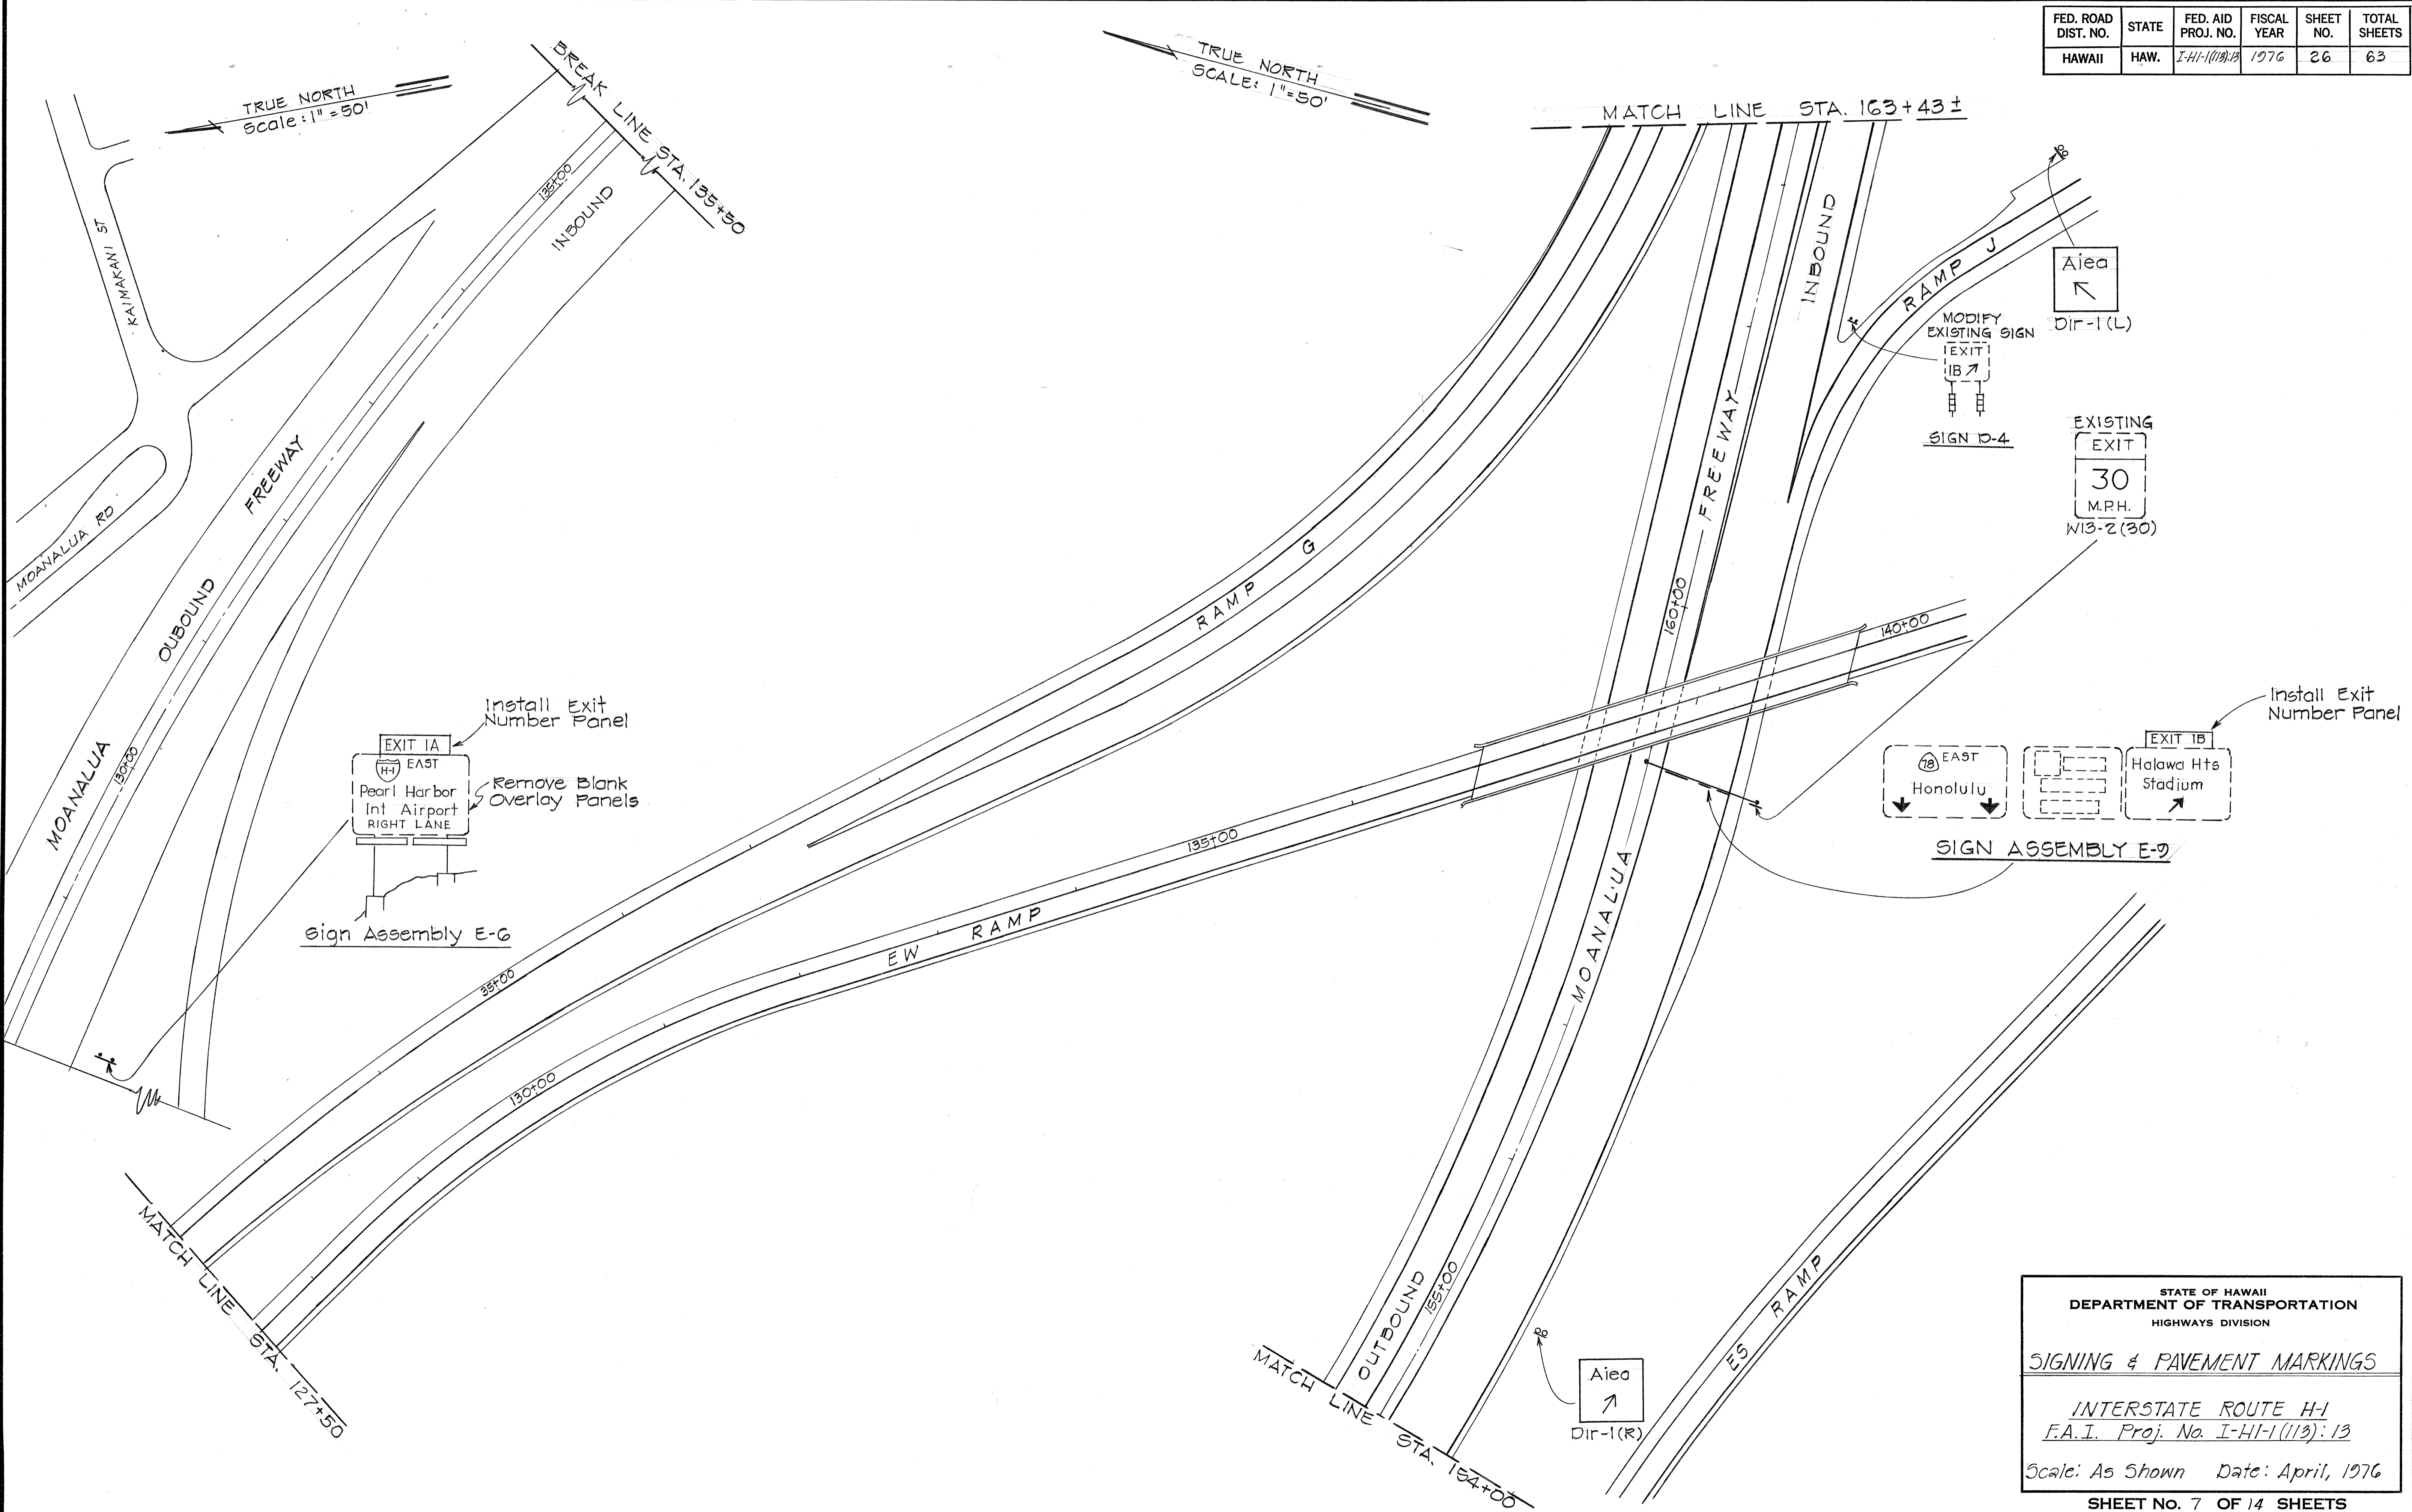 FED. ROAD DIST. NO. STATE FED. AID PROJ. NO. FISCAL YEAR SHEET NO. TOTAL SHEETS
HAWAII HAW. I-H1-1(113):13 1976 26 63
TRUE NORTH
Scale: 1"=50'
BREAK LINE STA. 135+50
135+00
INBOUND
KAIMAKANI ST
MOANALUA RD
MOANALUA FREEWAY
OUBOUND
130+00
Install Exit
Number Panel
EXIT 1A
H-1 EAST
Pearl Harbor
Int Airport
RIGHT LANE
Remove Blank
Overlay Panels
Sign Assembly E-6
TRUE NORTH
SCALE: 1"=50'
MATCH LINE STA. 163+43±
INBOUND
RAMP J
Aiea
Dir-1(L)
MODIFY
EXISTING SIGN
EXIT
1B
SIGN D-4
EXISTING
EXIT
30
M.P.H.
W13-2(30)
RAMP G
MOANALUA FREEWAY
160+00
140+00
135+00
EW RAMP
35+00
130+00
Install Exit
Number Panel
EXIT 1B
78 EAST
Honolulu
Halawa Hts
Stadium
SIGN ASSEMBLY E-9
MATCH LINE STA. 127+50
OUTBOUND
155+00
MATCH LINE STA. 154+00
Aiea
Dir-1(R)
ES RAMP
STATE OF HAWAII
DEPARTMENT OF TRANSPORTATION
HIGHWAYS DIVISION
SIGNING & PAVEMENT MARKINGS
INTERSTATE ROUTE H-1
F.A.I. Proj. No. I-H1-1(113):13
Scale: As Shown Date: April, 1976
SHEET No. 7 OF 14 SHEETS